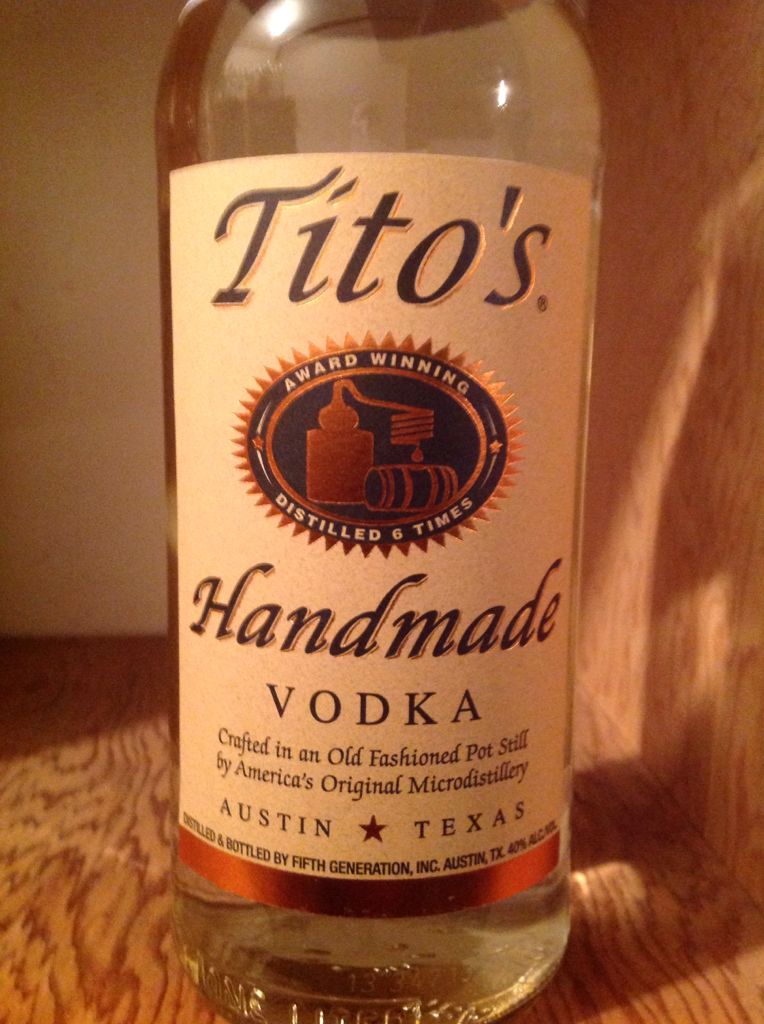 Tito's®
AWARD WINNING
DISTILLED 6 TIMES
Handmade
VODKA
Crafted in an Old Fashioned Pot Still
by America's Original Microdistillery
AUSTIN ★ TEXAS
DISTILLED & BOTTLED BY FIFTH GENERATION, INC. AUSTIN, TX. 40% ALC./VOL.